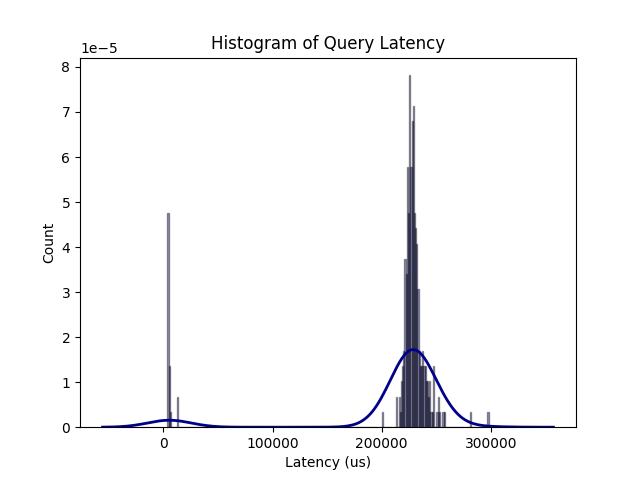 Histogram of Query Latency
1e−5
8
7
6
5
4
3
2
1
0
Count
0 100000 200000 300000
Latency (us)